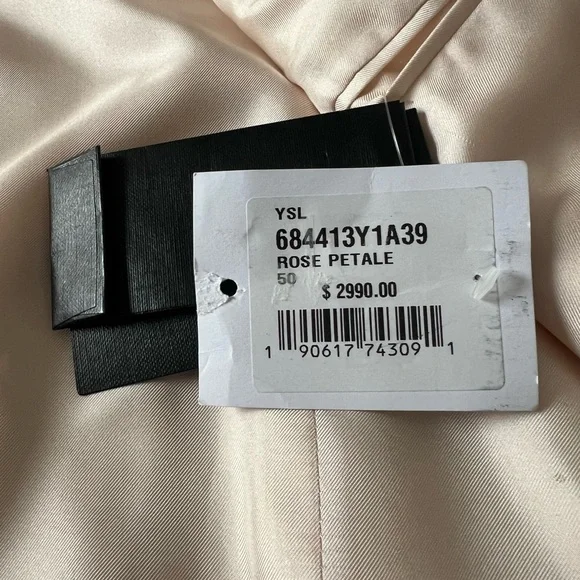 YSL
684413Y1A39
ROSE PETALE
50
$ 2990.00
1 90617 74309 1